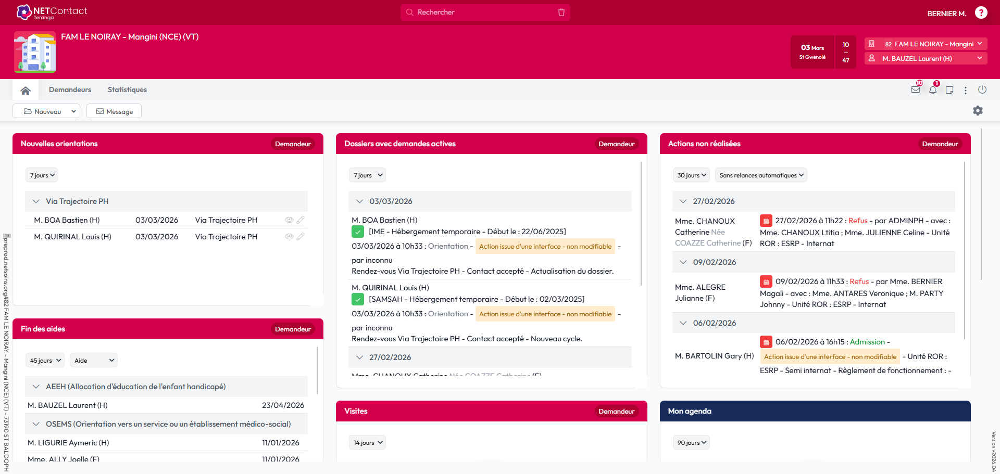 NETContact
Teranga
Rechercher
BERNIER M.
?
FAM LE NOIRAY - Mangini (NCE) (VT)
03 Mars
St Gwenolé
10
..
47
82 FAM LE NOIRAY - Mangini
M. BAUZEL Laurent (H)
Demandeurs
Statistiques
10
1
Nouveau
Message
Nouvelles orientations
Demandeur
7 jours
Via Trajectoire PH
M. BOA Bastien (H) 03/03/2026 Via Trajectoire PH
M. QUIRINAL Louis (H) 03/03/2026 Via Trajectoire PH
Fin des aides
Demandeur
45 jours
Aide
AEEH (Allocation d'éducation de l'enfant handicapé)
M. BAUZEL Laurent (H) 23/04/2026
OSEMS (Orientation vers un service ou un établissement médico-social)
M. LIGURIE Aymeric (H) 11/01/2026
Mme. ALLY Joelle (F) 11/01/2026
Dossiers avec demandes actives
Demandeur
7 jours
03/03/2026
M. BOA Bastien (H)
[IME - Hébergement temporaire - Début le : 22/06/2025]
03/03/2026 à 10h33 : Orientation - Action issue d'une interface - non modifiable -
par inconnu
Rendez-vous Via Trajectoire PH - Contact accepté - Actualisation du dossier.
M. QUIRINAL Louis (H)
[SAMSAH - Hébergement temporaire - Début le : 02/03/2025]
03/03/2026 à 10h33 : Orientation - Action issue d'une interface - non modifiable -
par inconnu
Rendez-vous Via Trajectoire PH - Contact accepté - Nouveau cycle.
27/02/2026
Mme. CHANOUX Catherine Née COAZZE Catherine (F)
Visites
Demandeur
14 jours
Actions non réalisées
Demandeur
30 jours
Sans relances automatiques
27/02/2026
Mme. CHANOUX
Catherine Née
COAZZE Catherine (F)
27/02/2026 à 11h22 : Refus - par ADMINPH - avec :
Mme. CHANOUX Ltitia ; Mme. JULIENNE Celine - Unité
ROR : ESRP - Internat
09/02/2026
Mme. ALEGRE
Julianne (F)
09/02/2026 à 11h33 : Refus - par Mme. BERNIER
Magali - avec : Mme. ANTARES Veronique ; M. PARTY
Johnny - Unité ROR : ESRP - Internat
06/02/2026
M. BARTOLIN Gary (H)
06/02/2026 à 16h15 : Admission -
Action issue d'une interface - non modifiable - Unité ROR :
ESRP - Semi internat - Règlement de fonctionnement : -
Mon agenda
90 jours
F preprod.netsoins.org#82 FAM LE NOIRAY - Mangini (NCE) (VT) - 73190 ST BALDOPH
Version v2026.04